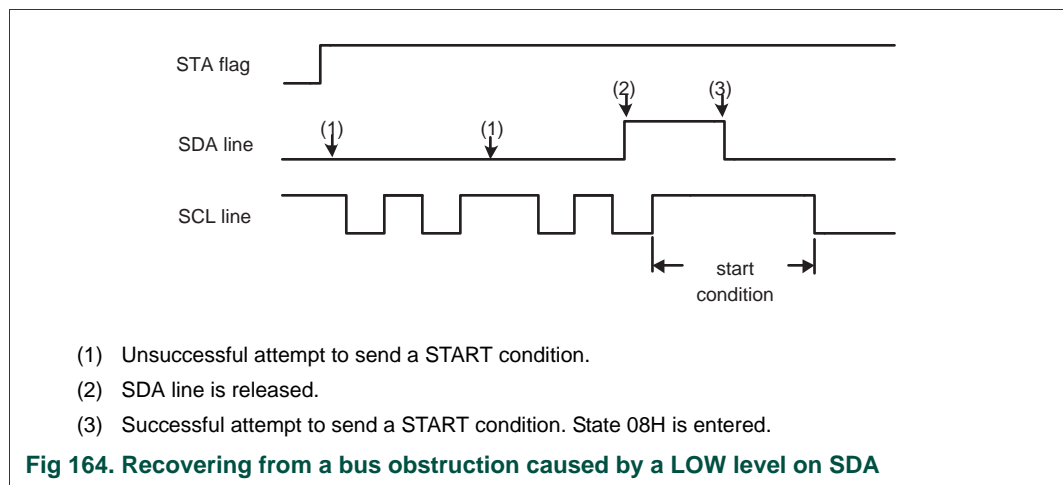 STA flag
(2) (3)
(1) (1)
SDA line
SCL line
start
condition
(1) Unsuccessful attempt to send a START condition.
(2) SDA line is released.
(3) Successful attempt to send a START condition. State 08H is entered.
Fig 164. Recovering from a bus obstruction caused by a LOW level on SDA